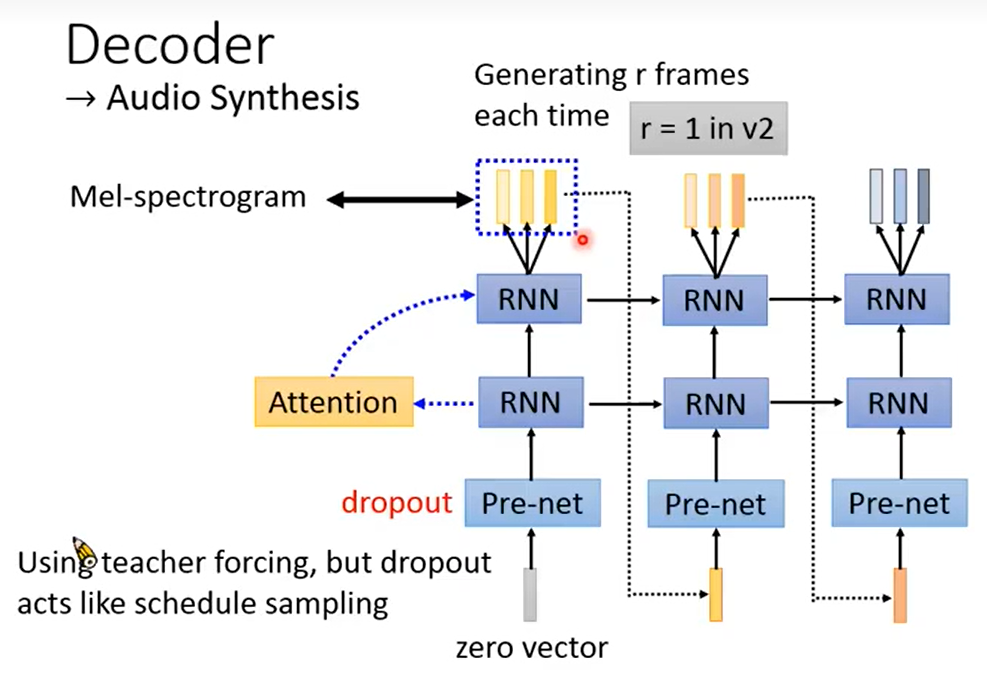 Decoder
→ Audio Synthesis
Generating r frames
each time
r = 1 in v2
Mel-spectrogram
RNN
RNN
RNN
Attention
RNN
RNN
RNN
dropout
Pre-net
Pre-net
Pre-net
Using teacher forcing, but dropout
acts like schedule sampling
zero vector